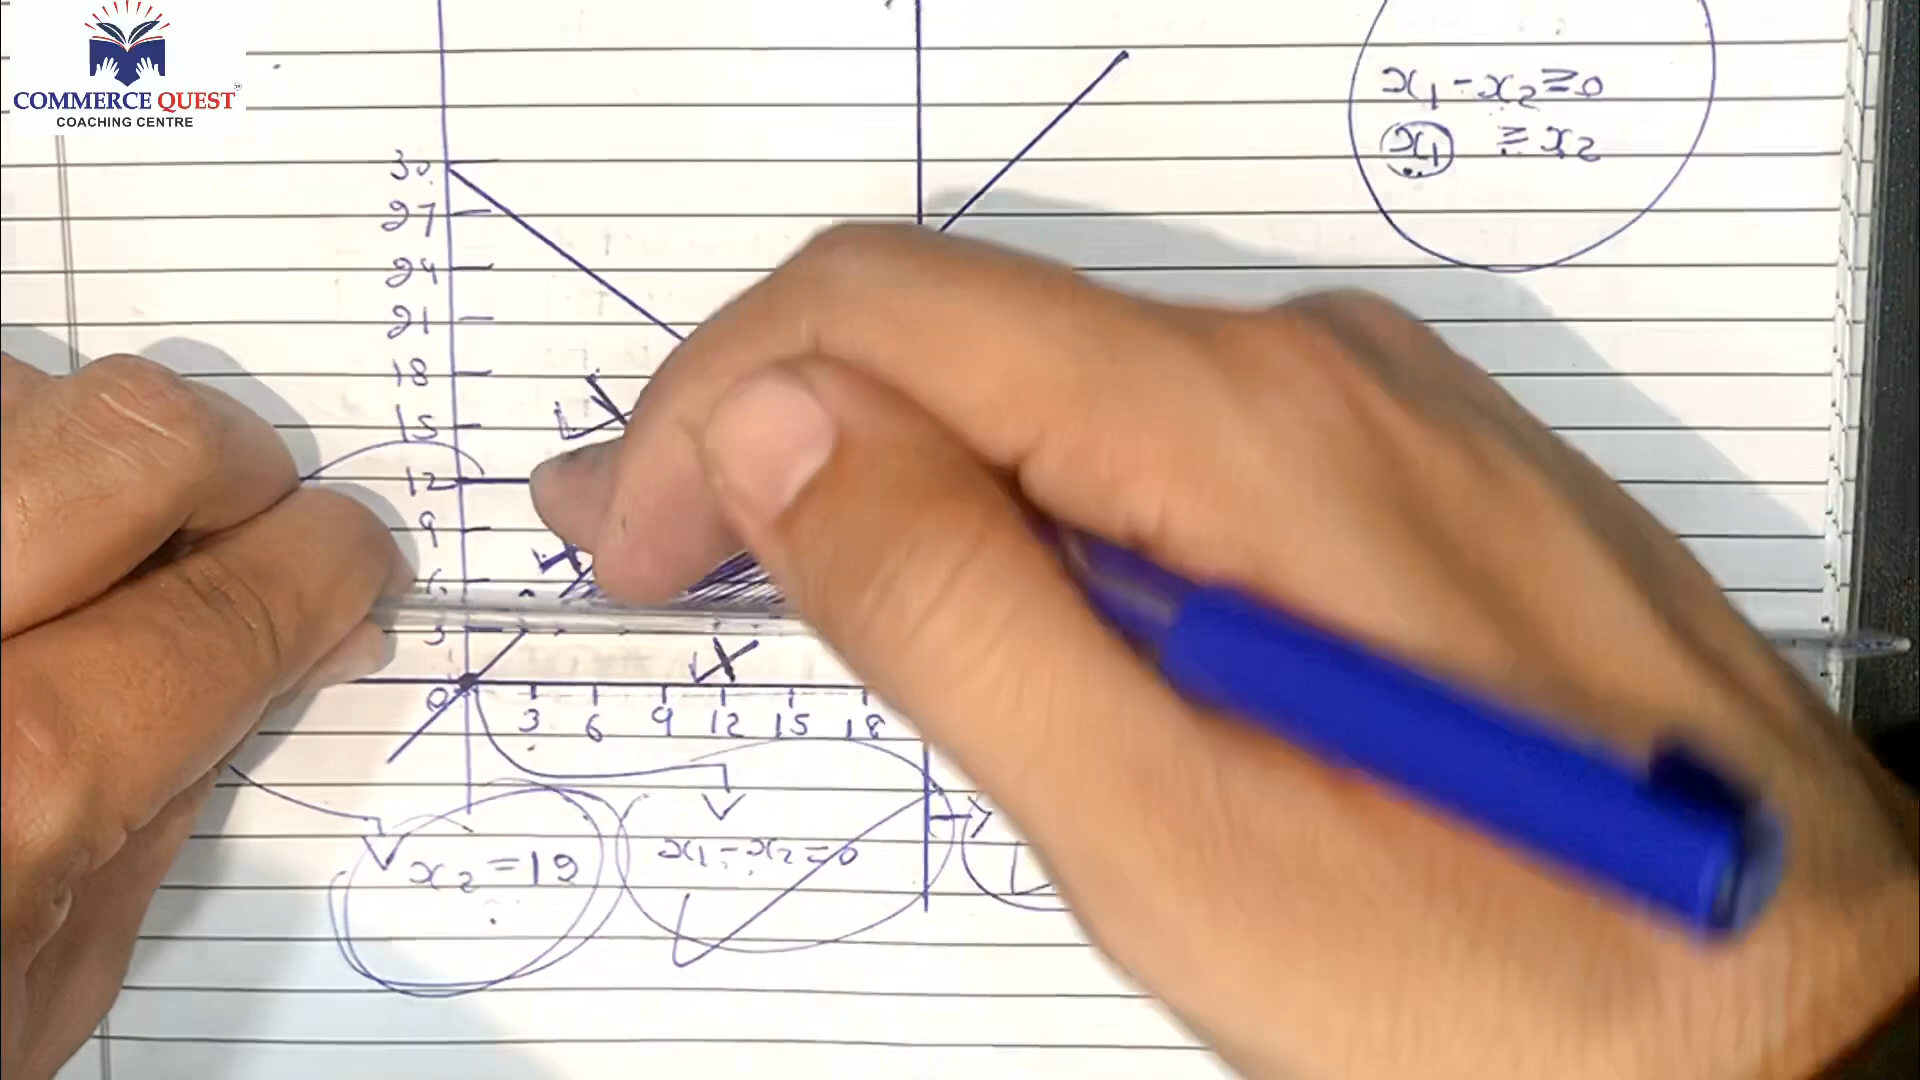 COMMERCE QUEST
COACHING CENTRE
x₁ - x₂ ≥ 0
x₁ ≥ x₂
30
27
24
21
18
15
12
9
6
3
0
3 6 9 12 15 18
x₂ = 12
x₁ - x₂ = 0